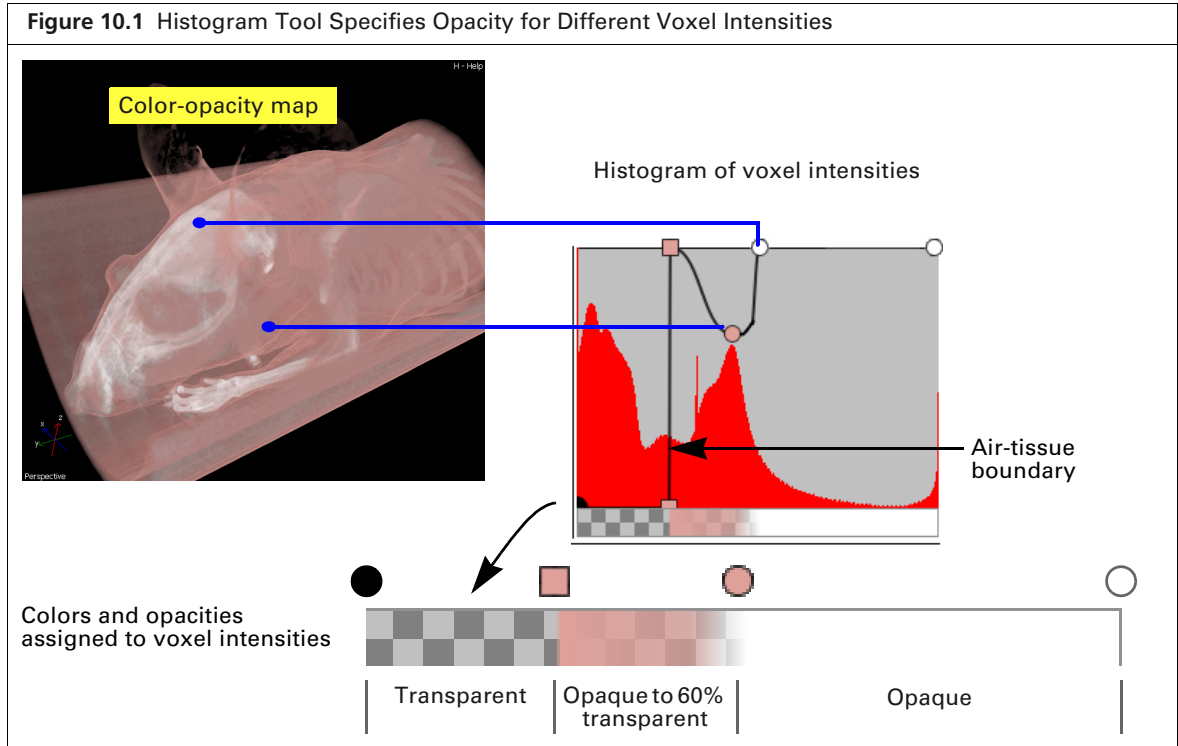 Figure 10.1 Histogram Tool Specifies Opacity for Different Voxel Intensities
H - Help
Color-opacity map
Histogram of voxel intensities
z
x
y
Perspective
Air-tissue
boundary
Colors and opacities
assigned to voxel intensities
Transparent
Opaque to 60%
transparent
Opaque